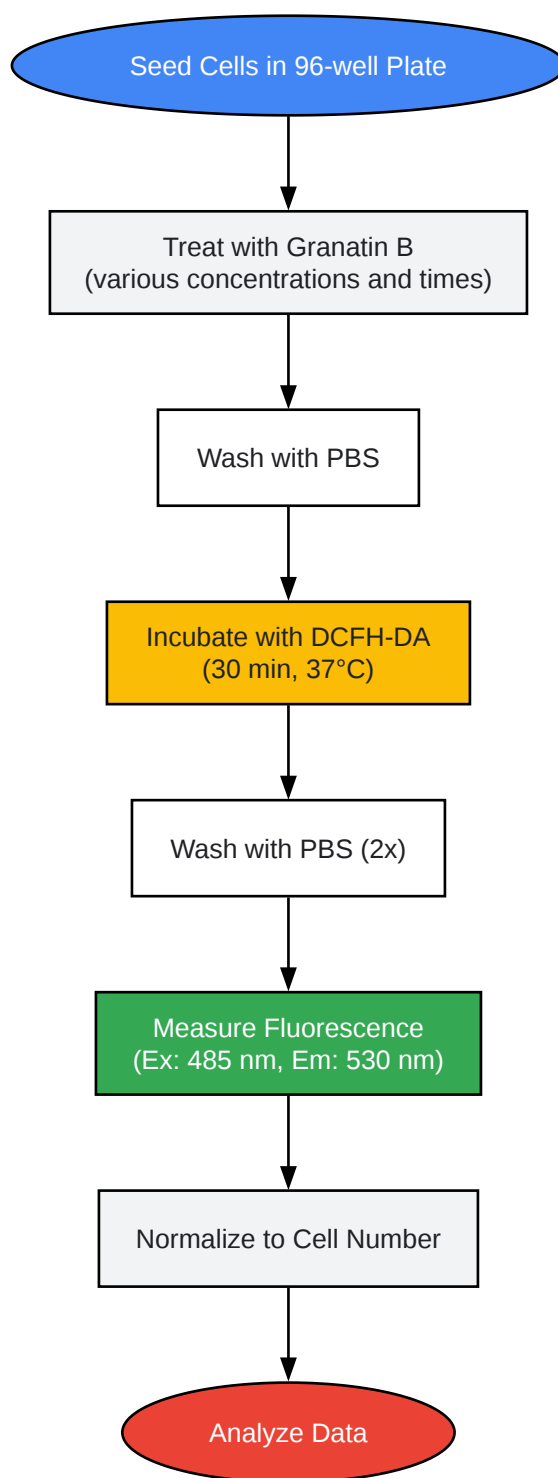 Seed Cells in 96-well Plate
Treat with Granatin B
(various concentrations and times)
Wash with PBS
Incubate with DCFH-DA
(30 min, 37°C)
Wash with PBS (2x)
Measure Fluorescence
(Ex: 485 nm, Em: 530 nm)
Normalize to Cell Number
Analyze Data